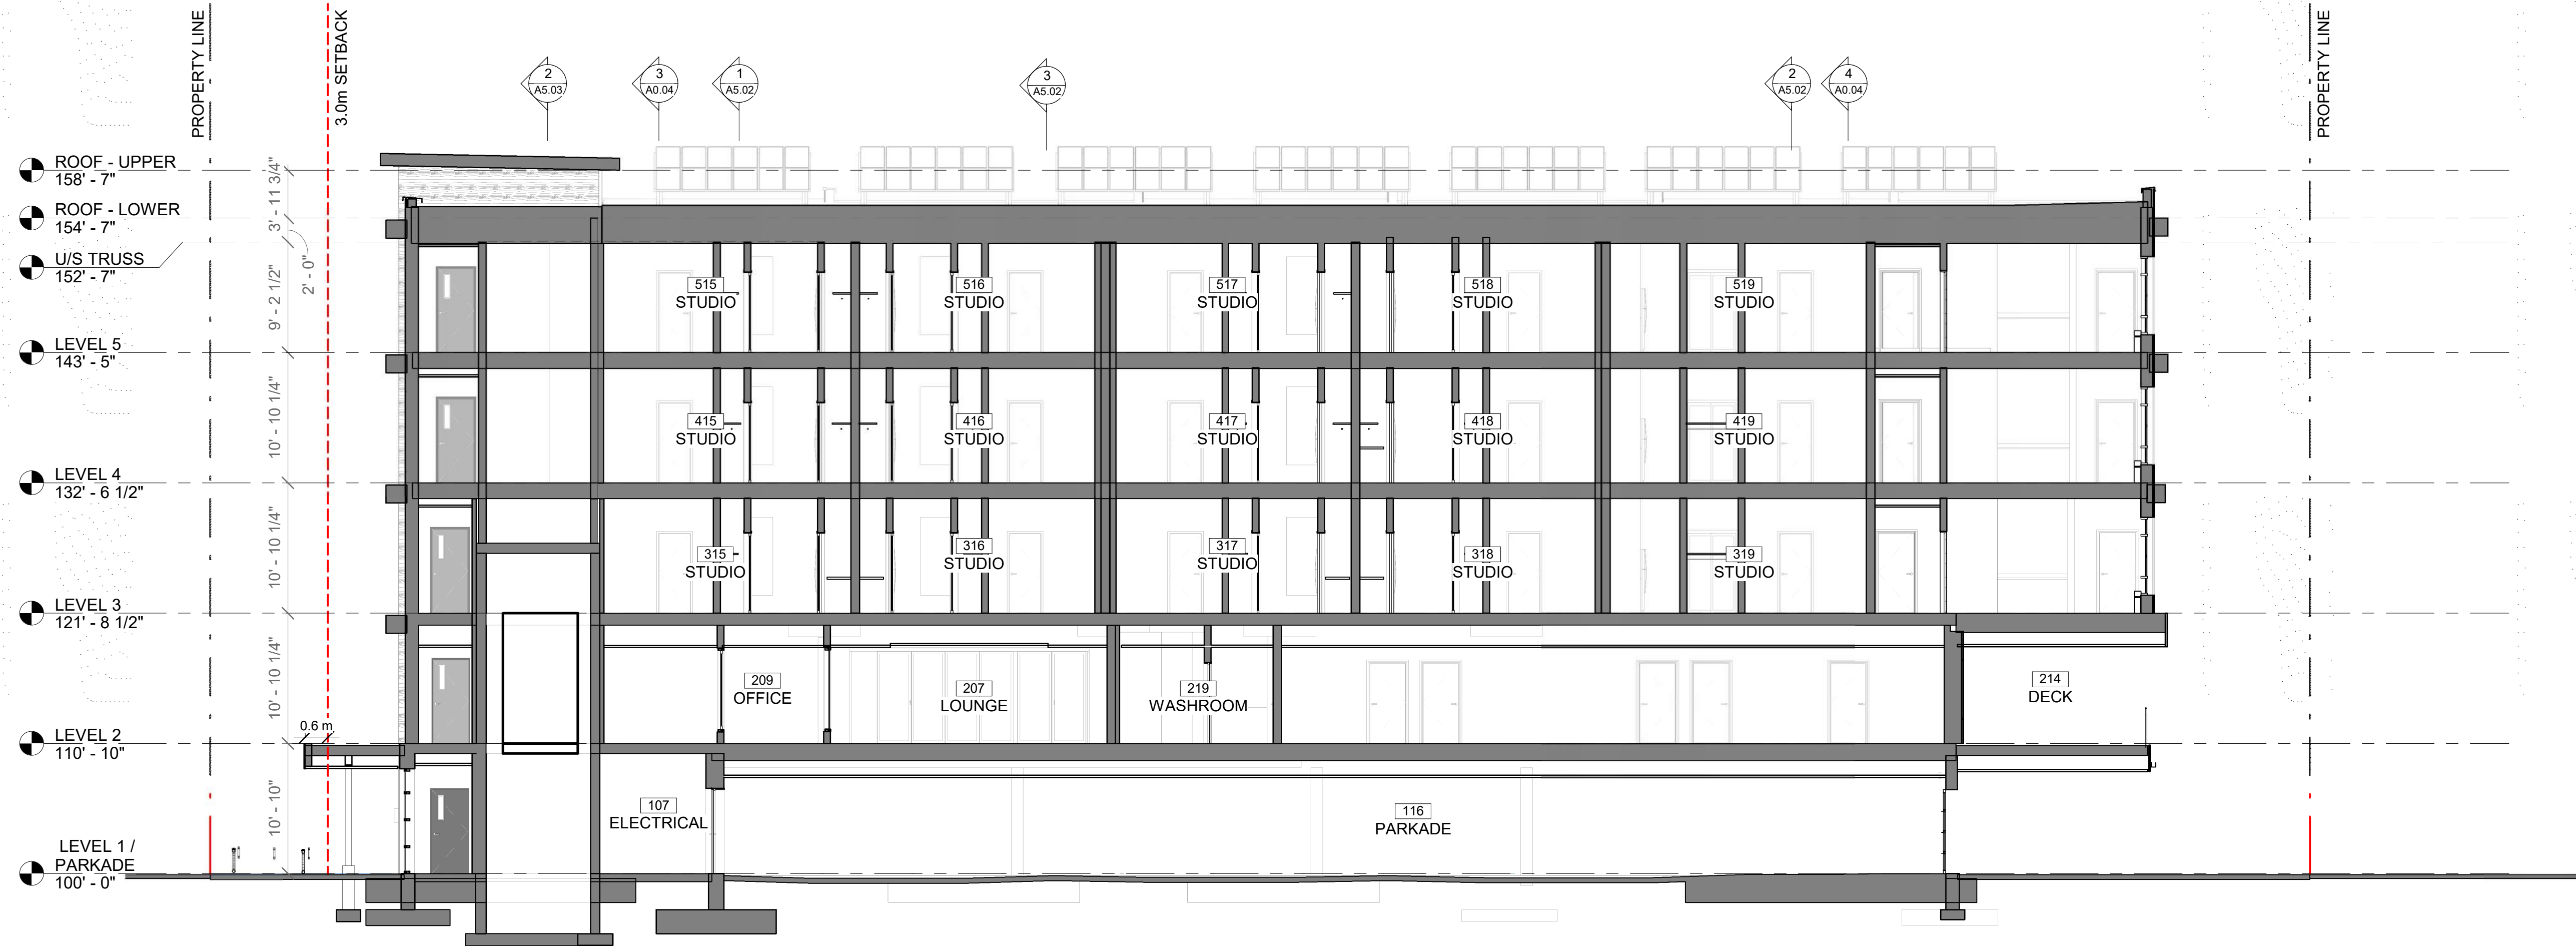 PROPERTY LINE
3.0m SETBACK
2
A5.03
3
A0.04
1
A5.02
3
A5.02
2
A5.02
4
A0.04
PROPERTY LINE
ROOF - UPPER
158' - 7"
3' - 11 3/4"
ROOF - LOWER
154' - 7"
U/S TRUSS
152' - 7"
2' - 0"
9' - 2 1/2"
515
STUDIO
516
STUDIO
517
STUDIO
518
STUDIO
519
STUDIO
LEVEL 5
143' - 5"
10' - 10 1/4"
415
STUDIO
416
STUDIO
417
STUDIO
418
STUDIO
419
STUDIO
LEVEL 4
132' - 6 1/2"
10' - 10 1/4"
315
STUDIO
316
STUDIO
317
STUDIO
318
STUDIO
319
STUDIO
LEVEL 3
121' - 8 1/2"
10' - 10 1/4"
209
OFFICE
207
LOUNGE
219
WASHROOM
214
DECK
0.6 m
LEVEL 2
110' - 10"
10' - 10"
107
ELECTRICAL
116
PARKADE
LEVEL 1 /
PARKADE
100' - 0"